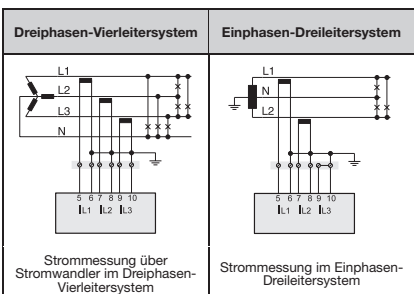 Dreiphasen-Vierleitersystem
Einphasen-Dreileitersystem
L1
L2
L3
N
5 6 7 8 9 10
IL1 IL2 IL3
L1
N
L2
5 6 7 8 9 10
IL1 IL2 IL3
Strommessung über
Stromwandler im Dreiphasen-
Vierleitersystem
Strommessung im Einphasen-
Dreileitersystem